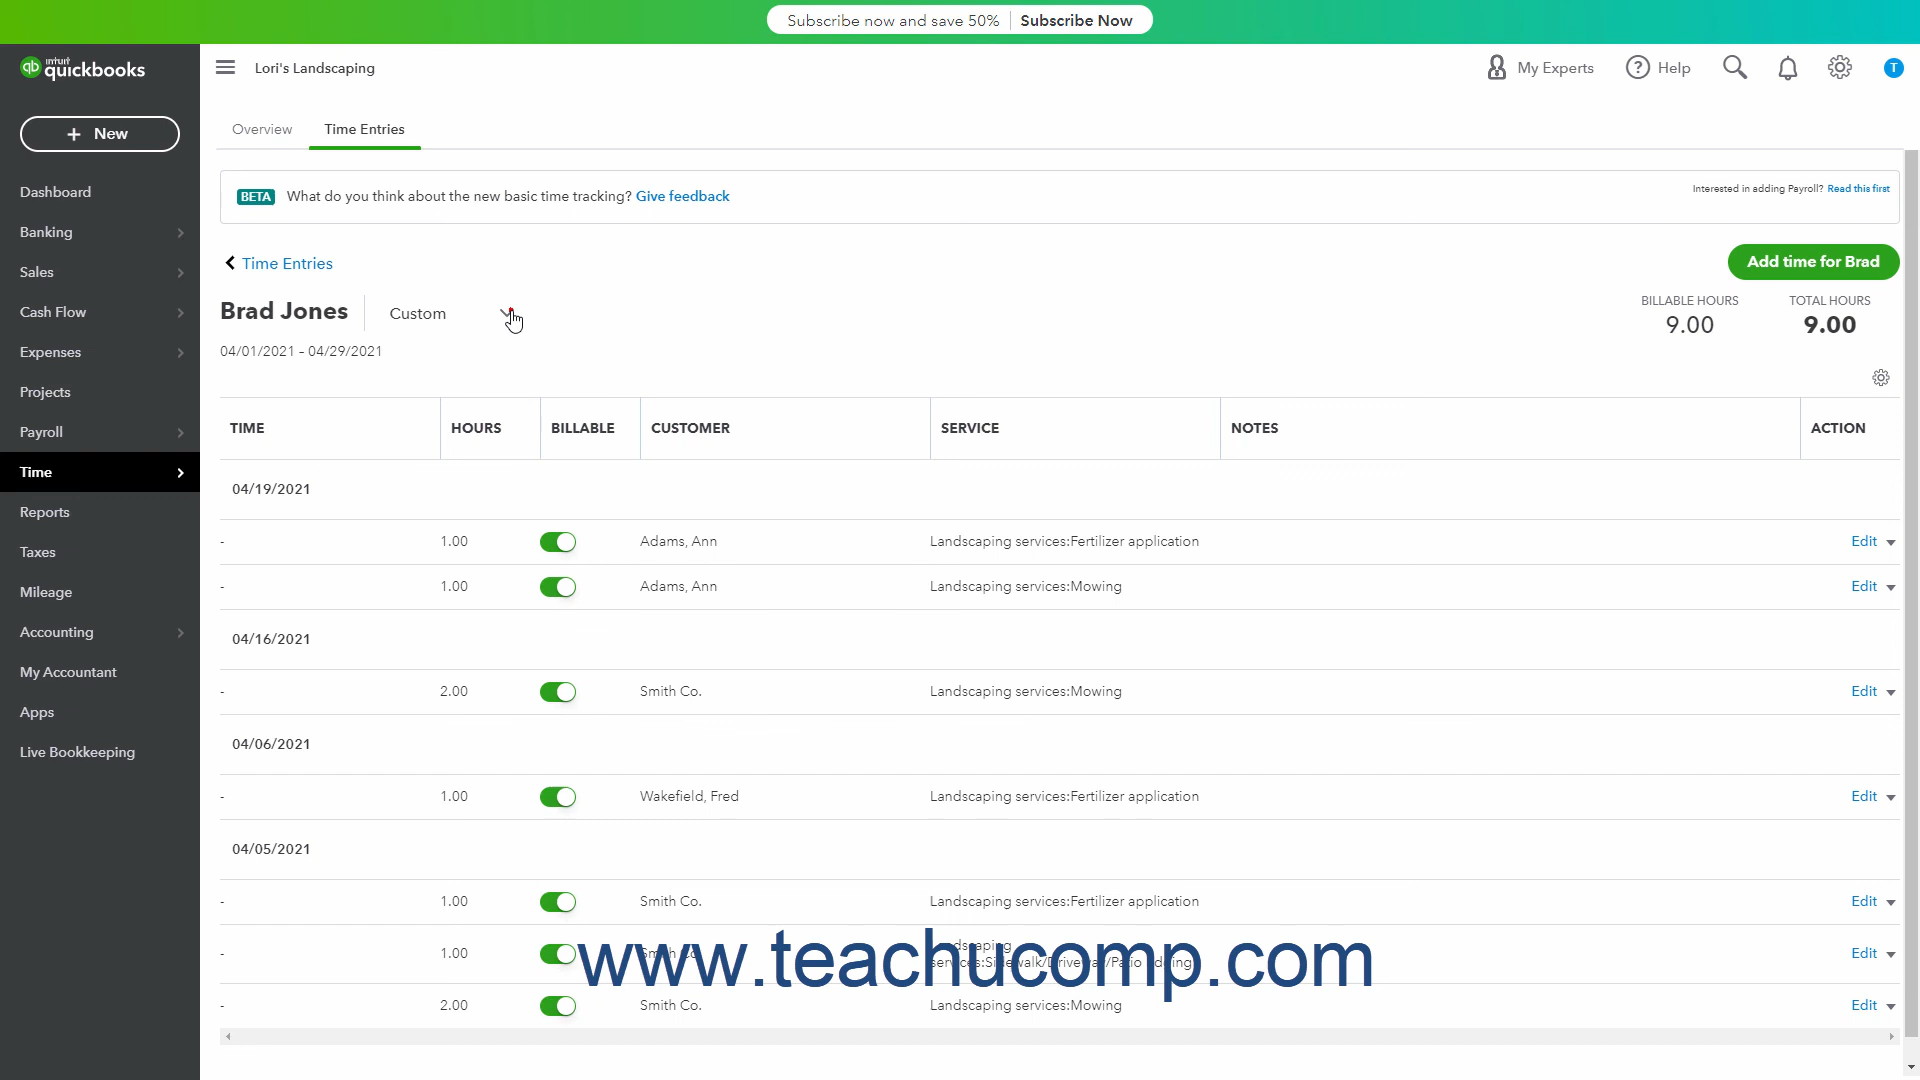 Subscribe now and save 50% Subscribe Now
intuit quickbooks
Lori's Landscaping
My Experts
Help
T
+ New
Overview
Time Entries
Dashboard
Banking
Sales
Cash Flow
Expenses
Projects
Payroll
Time
Reports
Taxes
Mileage
Accounting
My Accountant
Apps
Live Bookkeeping
BETA What do you think about the new basic time tracking? Give feedback
Interested in adding Payroll? Read this first
Time Entries
Add time for Brad
Brad Jones Custom
04/01/2021 - 04/29/2021
BILLABLE HOURS TOTAL HOURS
9.00 9.00
TIME HOURS BILLABLE CUSTOMER SERVICE NOTES ACTION
04/19/2021
- 1.00 Adams, Ann Landscaping services:Fertilizer application Edit
- 1.00 Adams, Ann Landscaping services:Mowing Edit
04/16/2021
- 2.00 Smith Co. Landscaping services:Mowing Edit
04/06/2021
- 1.00 Wakefield, Fred Landscaping services:Fertilizer application Edit
04/05/2021
- 1.00 Smith Co. Landscaping services:Fertilizer application Edit
- 1.00 Smith Co. Landscaping
services:Sidewalk/Driveway/Patio Edit
www.teachucomp.com
- 2.00 Smith Co. Landscaping services:Mowing Edit